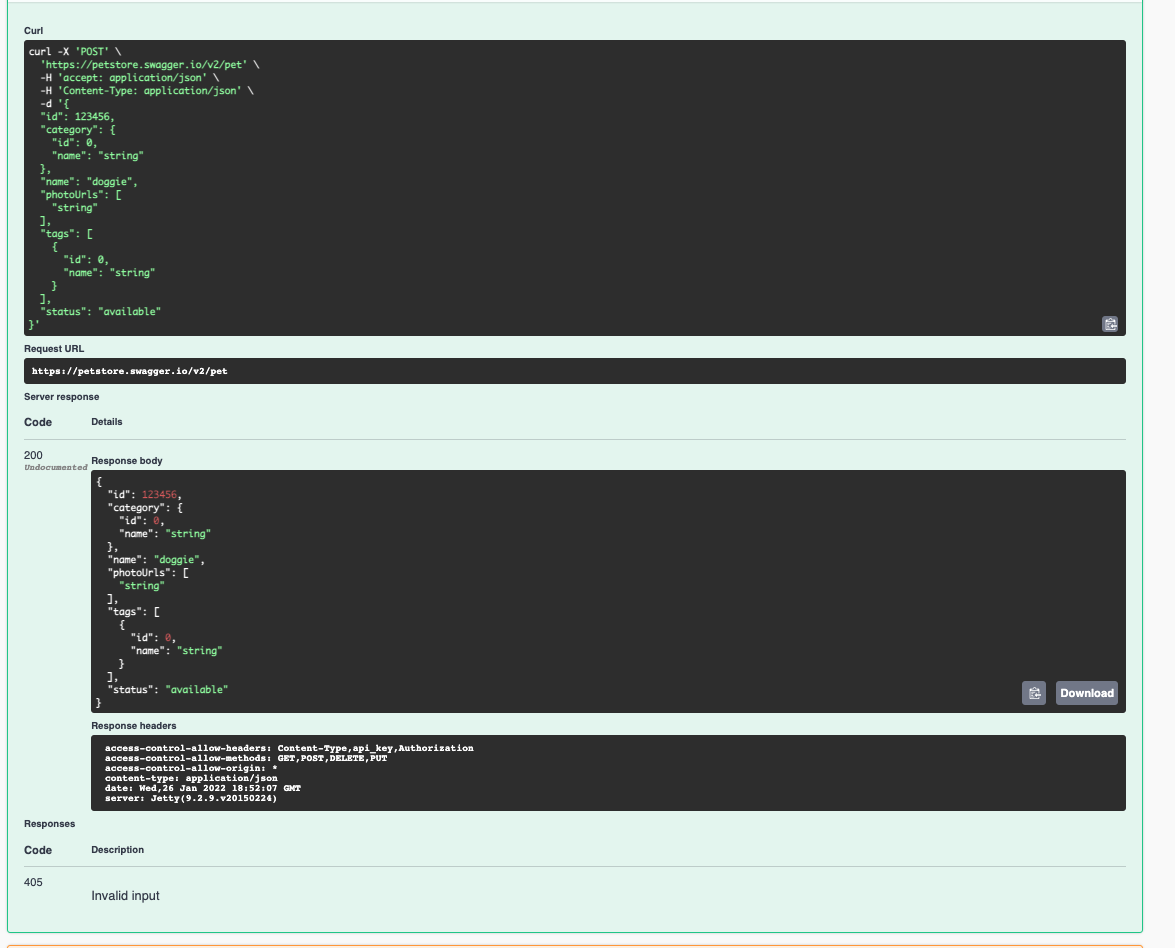 Curl
curl -X 'POST' \
  'https://petstore.swagger.io/v2/pet' \
  -H 'accept: application/json' \
  -H 'Content-Type: application/json' \
  -d '{
  "id": 123456,
  "category": {
    "id": 0,
    "name": "string"
  },
  "name": "doggie",
  "photoUrls": [
    "string"
  ],
  "tags": [
    {
      "id": 0,
      "name": "string"
    }
  ],
  "status": "available"
}'
Request URL
https://petstore.swagger.io/v2/pet
Server response
Code Details
200
Undocumented
Response body
{
  "id": 123456,
  "category": {
    "id": 0,
    "name": "string"
  },
  "name": "doggie",
  "photoUrls": [
    "string"
  ],
  "tags": [
    {
      "id": 0,
      "name": "string"
    }
  ],
  "status": "available"
}
Download
Response headers
access-control-allow-headers: Content-Type,api_key,Authorization
access-control-allow-methods: GET,POST,DELETE,PUT
access-control-allow-origin: *
content-type: application/json
date: Wed,26 Jan 2022 18:52:07 GMT
server: Jetty(9.2.9.v20150224)
Responses
Code Description
405
Invalid input